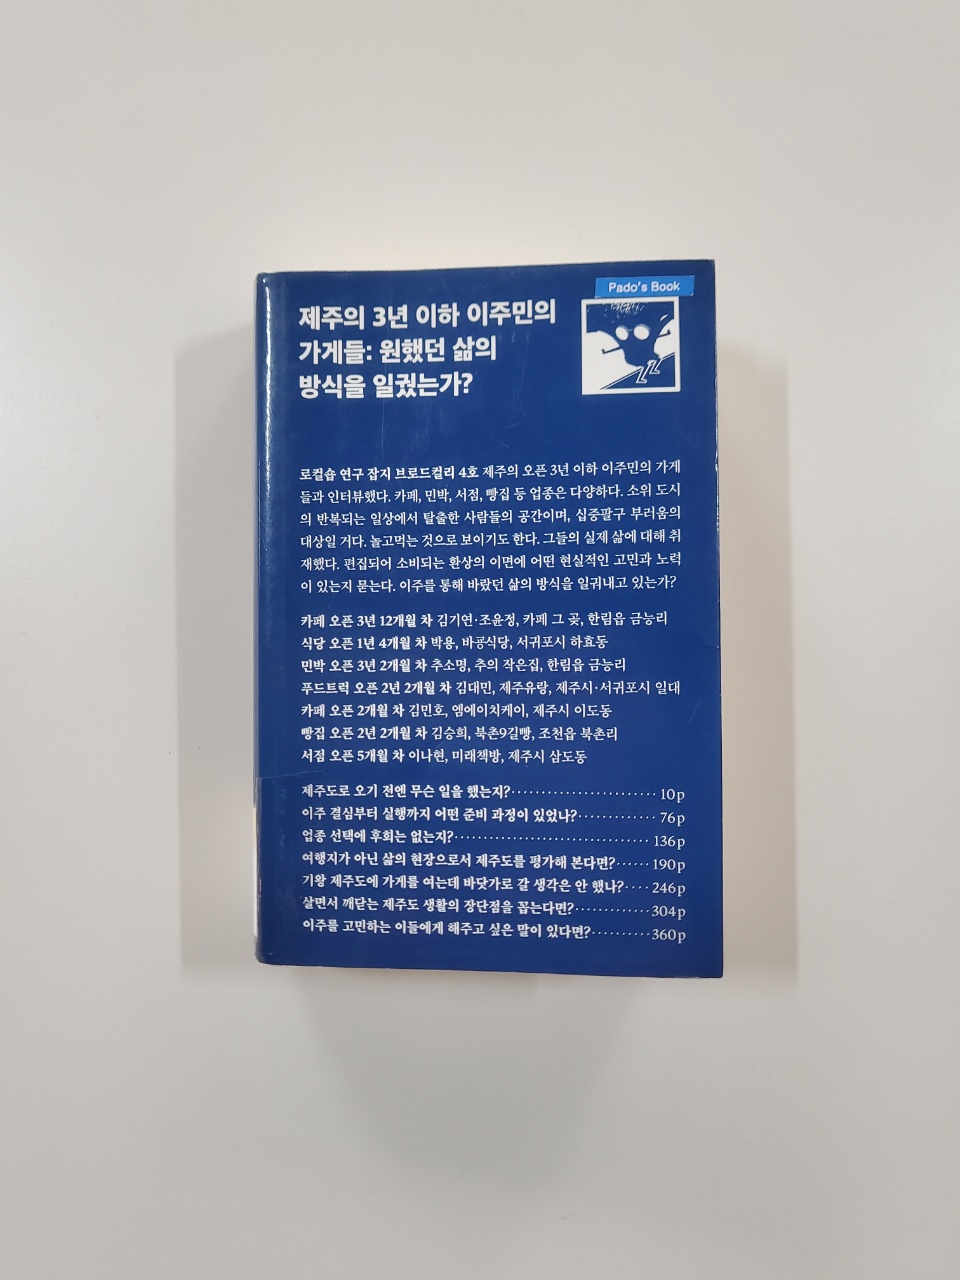 Pado's Book
제주의 3년 이하 이주민의
가게들: 원했던 삶의
방식을 일궜는가?
로컬숍 연구 잡지 브로드컬리 4호 제주의 오픈 3년 이하 이주민의 가게
들과 인터뷰했다. 카페, 민박, 서점, 빵집 등 업종은 다양하다. 소위 도시
의 반복되는 일상에서 탈출한 사람들의 공간이며, 십중팔구 부러움의
대상일 거다. 놀고먹는 것으로 보이기도 한다. 그들의 실제 삶에 대해 취
재했다. 편집되어 소비되는 환상의 이면에 어떤 현실적인 고민과 노력
이 있는지 묻는다. 이주를 통해 바랐던 삶의 방식을 일궈내고 있는가?
카페 오픈 3년 12개월 차 김기연·조윤정, 카페 그 곶, 한림읍 금능리
식당 오픈 1년 4개월 차 박용, 바공식당, 서귀포시 하효동
민박 오픈 3년 2개월 차 추소명, 추의 작은집, 한림읍 금능리
푸드트럭 오픈 2년 2개월 차 김대민, 제주유랑, 제주시·서귀포시 일대
카페 오픈 2개월 차 김민호, 엠에이치케이, 제주시 이도동
빵집 오픈 2년 2개월 차 김승희, 북촌9길빵, 조천읍 북촌리
서점 오픈 5개월 차 이나현, 미래책방, 제주시 삼도동
제주도로 오기 전엔 무슨 일을 했는지?························ 10p
이주 결심부터 실행까지 어떤 준비 과정이 있었나?············ 76p
업종 선택에 후회는 없는지?································ 136p
여행지가 아닌 삶의 현장으로서 제주도를 평가해 본다면?······ 190p
기왕 제주도에 가게를 여는데 바닷가로 갈 생각은 안 했나?···· 246p
살면서 깨닫는 제주도 생활의 장단점을 꼽는다면?············· 304p
이주를 고민하는 이들에게 해주고 싶은 말이 있다면?··········360p